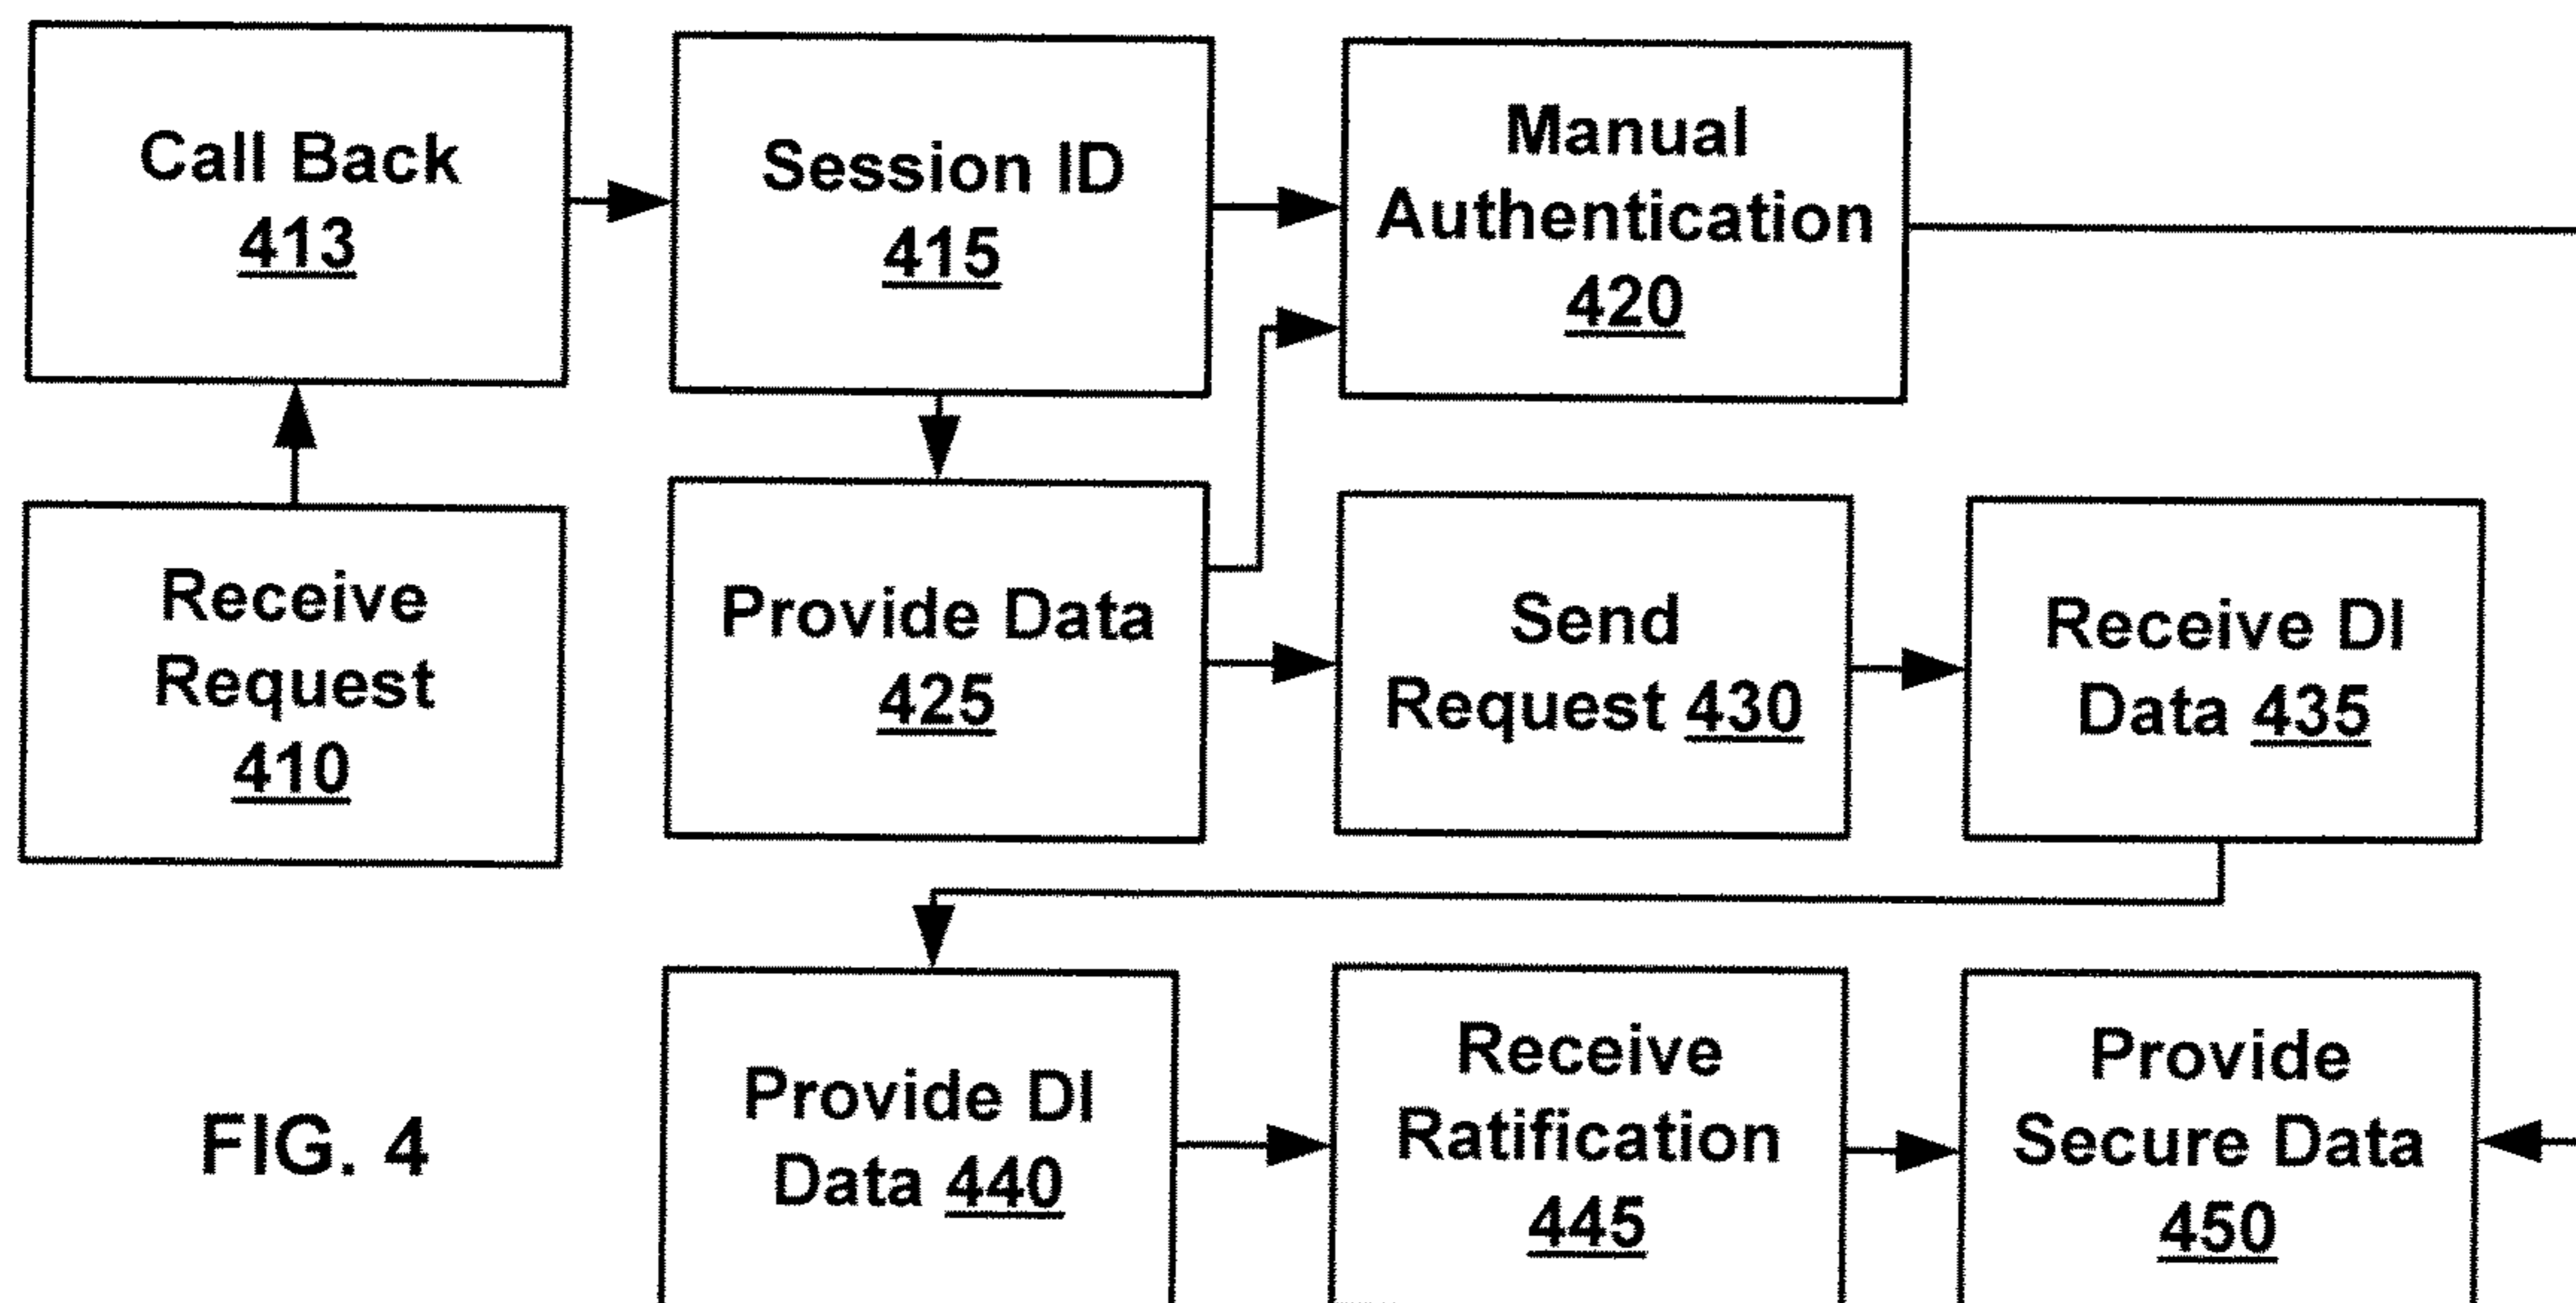 Call Back
413
Session ID
415
Manual
Authentication
420
Receive
Request
410
Provide Data
425
Send
Request 430
Receive DI
Data 435
FIG. 4
Provide DI
Data 440
Receive
Ratification
445
Provide
Secure Data
450